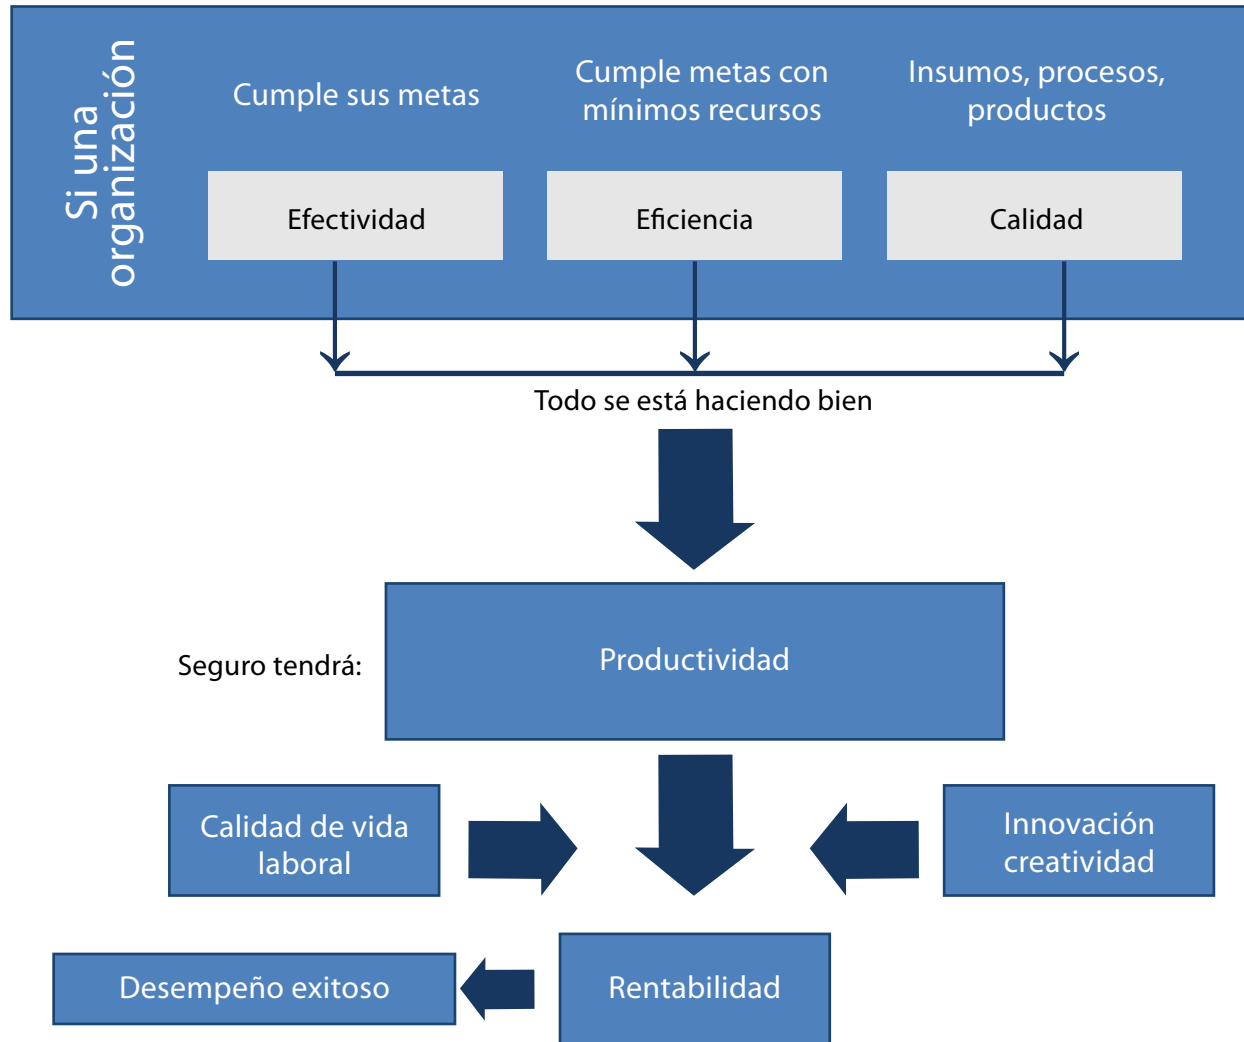 Si una
organización
Cumple sus metas
Cumple metas con
mínimos recursos
Insumos, procesos,
productos
Efectividad
Eficiencia
Calidad
Todo se está haciendo bien
Seguro tendrá:
Productividad
Calidad de vida
laboral
Innovación
creatividad
Desempeño exitoso
Rentabilidad